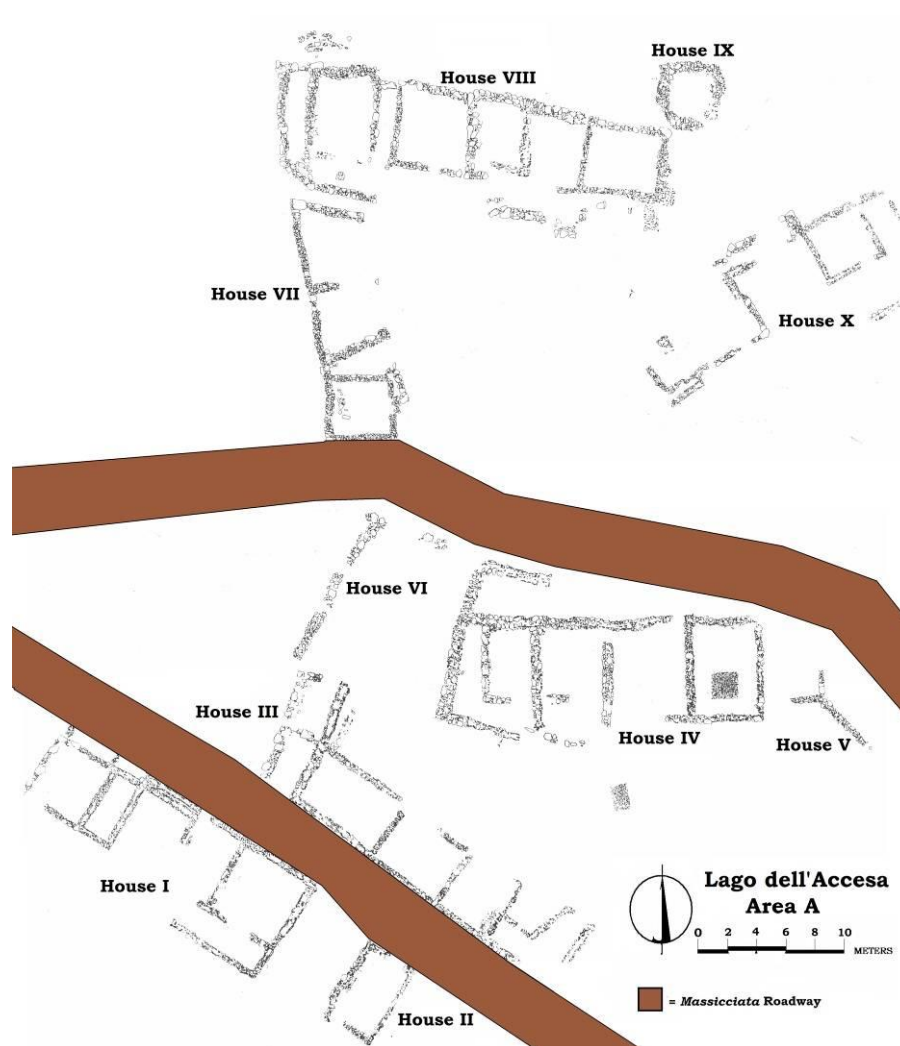 House IX
House VIII
House VII
House X
House VI
House III
House IV
House V
House I
House II
Lago dell'Accesa
Area A
0 2 4 6 8 10
METERS
= Massicciata Roadway